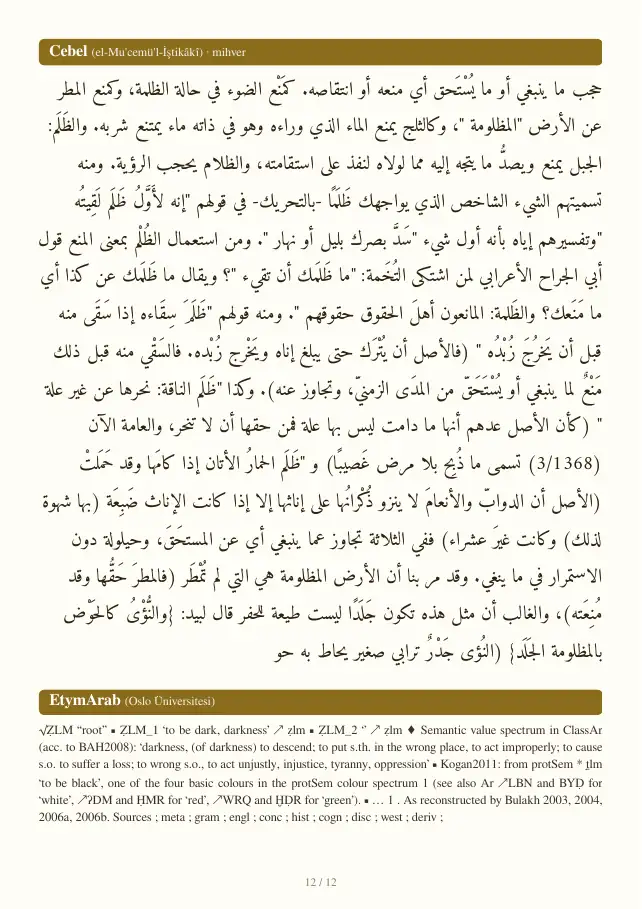 Cebel (el-Mu'cemü'l-İştikâkî) · mihver
حجب ما ينبغي أو ما يُسْتَحق أي منعه أو انتقاصه. كمَنْع الضوء في حالة الظلمة، وكمنع المطر
عن الأرض "المظلومة "، وكالثلج يمنع الماء الذي وراءه وهو في ذاته ماء يمتنع شربه. والظَلَم:
الجبل يمنع ويصدُّ ما يتجه إليه مما لولاه لنفذ على استقامته، والظلام يحجب الرؤية. ومنه
تسميتهم الشيء الشاخص الذي يواجهك ظَلَمًا -بالتحريك- في قولهم "إنه لأوَّلُ ظَلَم لَقِيتُه
"وتفسيرهم إياه بأنه أول شيء "سَدَّ بصرك بليل أو نهار ". ومن استعمال الظُلْم بمعنى المنع قول
أبي الجراح الأعرابي لمن اشتكى التُخَمة: "ما ظَلَمك أن تقيء "؟ ويقال ما ظَلَمك عن كذا أي
ما مَنَعك؟ والظَلمة: المانعون أهلَ الحقوق حقوقهم ". ومنه قولهم "ظَلَمَ سِقَاءه إذا سَقَى منه
قبل أن يَخرُجَ زُبْدُه " (فالأصل أن يُتْرَك حتى يبلغ إناه ويَخْرج زُبْده. فالسَقْي منه قبل ذلك
مَنْعٌ لما ينبغي أو يُسْتَحَقّ من المدَى الزمنيّ، وتجاوز عنه). وكذا "ظَلَم الناقة: نحرها عن غير علة
" (كأن الأصل عدهم أنها ما دامت ليس بها علة فمن حقها أن لا تنحر، والعامة الآن
(3/1368) تسمى ما ذُبِحَ بلا مرض غَصِيبًا) و "ظَلَم الحمارُ الأتان إذا كامَها وقد حَمَلَتْ
(الأصل أن الدوابّ والأنعامَ لا ينزو ذُكْرانُها على إناثها إلا إذا كانت الإناث ضَبِعَة (بها شهوة
لذلك) وكانت غيرَ عشراء) ففي الثلاثة تجاوز عما ينبغي أي عن المستحَقَ، وحيلولة دون
الاستمرار في ما ينغي. وقد مر بنا أن الأرض المظلومة هي التي لم تُمْطَر (فالمطرَ حَقُّها وقد
مُنِعَته)، والغالب أن مثل هذه تكون جَلَدًا ليست طيعة للحفر قال لبيد: {والنُّؤْىُ كالحَوْض
بالمظلومة الجَلَد} (النُؤى جَدْرٌ ترابي صغير يحاط به حو
EtymArab (Oslo Üniversitesi)
√ẒLM “root” ▪ ẒLM_1 ‘to be dark, darkness’ ↗ ẓlm ▪ ẒLM_2 ‘’ ↗ ẓlm ♦ Semantic value spectrum in ClassAr
(acc. to BAH2008): ‘darkness, (of darkness) to descend; to put s.th. in the wrong place, to act improperly; to cause
s.o. to suffer a loss; to wrong s.o., to act unjustly, injustice, tyranny, oppression’ ▪ Kogan2011: from protSem *ṯ̣lm
‘to be black’, one of the four basic colours in the protSem colour spectrum 1 (see also Ar ↗LBN and BYḌ for
‘white’, ↗ʔDM and ḤMR for ‘red’, ↗WRQ and ḪḌR for ‘green’). ▪ … 1 . As reconstructed by Bulakh 2003, 2004,
2006a, 2006b. Sources ; meta ; gram ; engl ; conc ; hist ; cogn ; disc ; west ; deriv ;
12 / 12